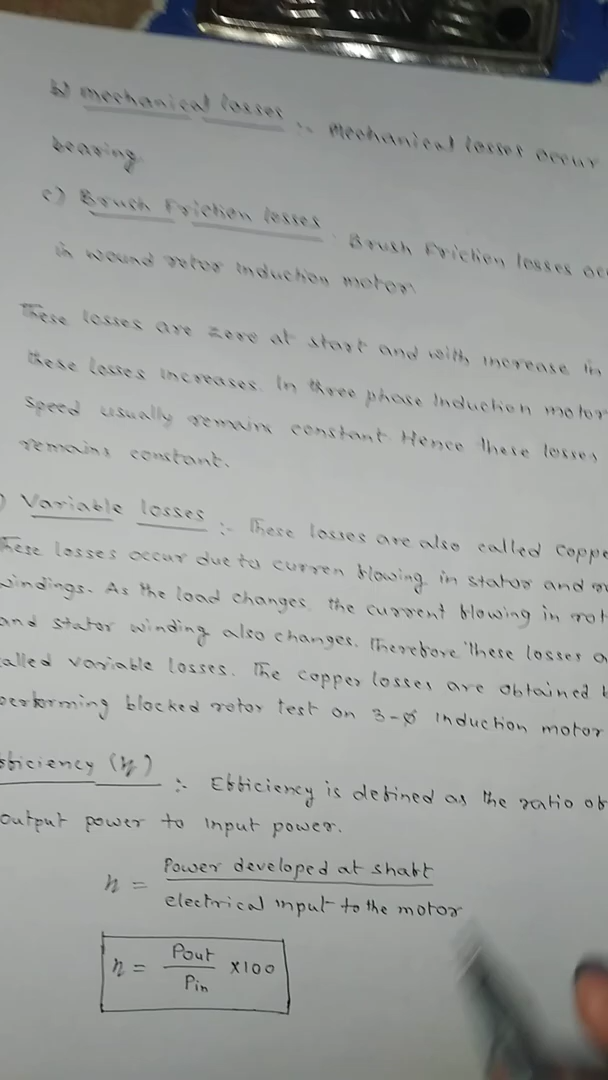 b) mechanical losses :- Mechanical losses occur
bearing.
c) Brush Friction losses . Brush Friction losses occ
in wound rotor induction motor
These losses are zero at start and with increase in
these losses increases. In three phase Induction motor
speed usually remains constant Hence these losses
remains constant.
) Variable losses :- These losses are also called Coppe
These losses occur due to curren flowing in stator and
windings. As the load changes, the current flowing in rot
and stator winding also changes. Therefore these losses a
called variable losses. The copper losses are obtained
performing blocked rotor test on 3-ϕ Induction motor
fficiency (η) :- Efficiency is defined as the ratio of
output power to input power.
η = Power developed at shaft / electrical input to the motor
η = Pout / Pin ×100